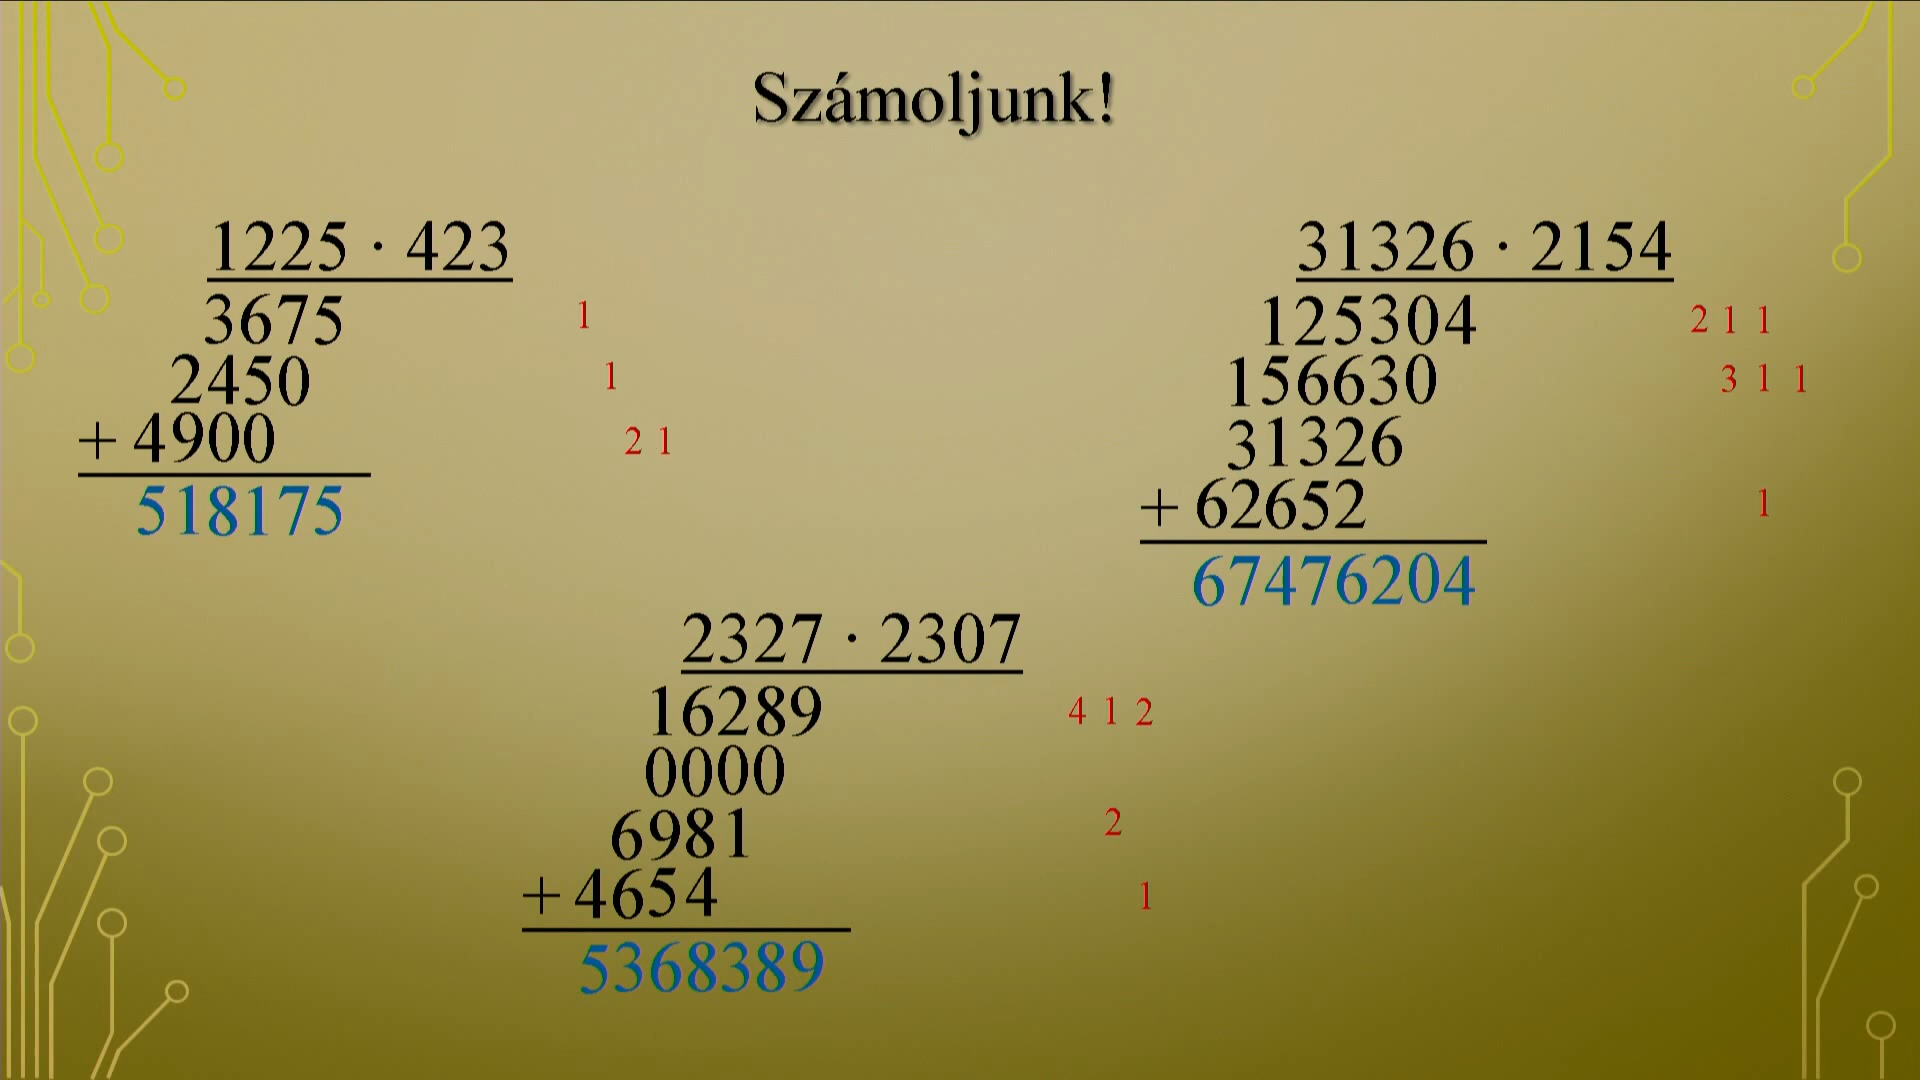 Számoljunk!
1225 · 423
3675 1
2450 1
+ 4900 2 1
518175
31326 · 2154
125304 2 1 1
156630 3 1 1
31326
+ 62652 1
67476204
2327 · 2307
16289 4 1 2
0000
6981 2
+ 4654 1
5368389